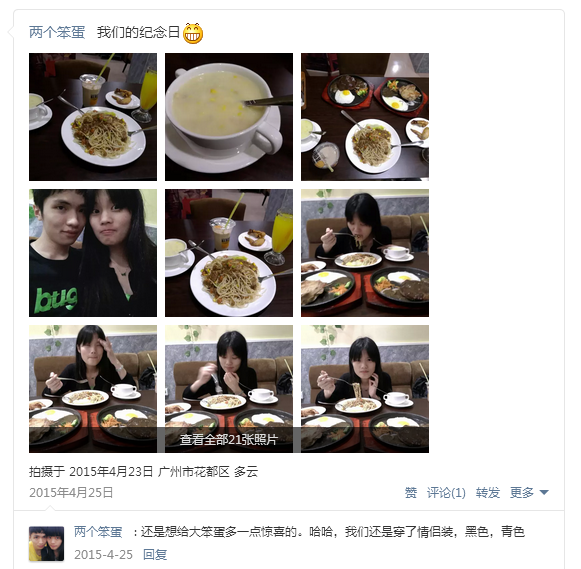 两个笨蛋 我们的纪念日
bug
查看全部21张照片
拍摄于 2015年4月23日 广州市花都区 多云
2015年4月25日 赞 评论(1) 转发 更多
两个笨蛋 : 还是想给大笨蛋多一点惊喜的。哈哈，我们还是穿了情侣装，黑色，青色
2015-4-25 回复